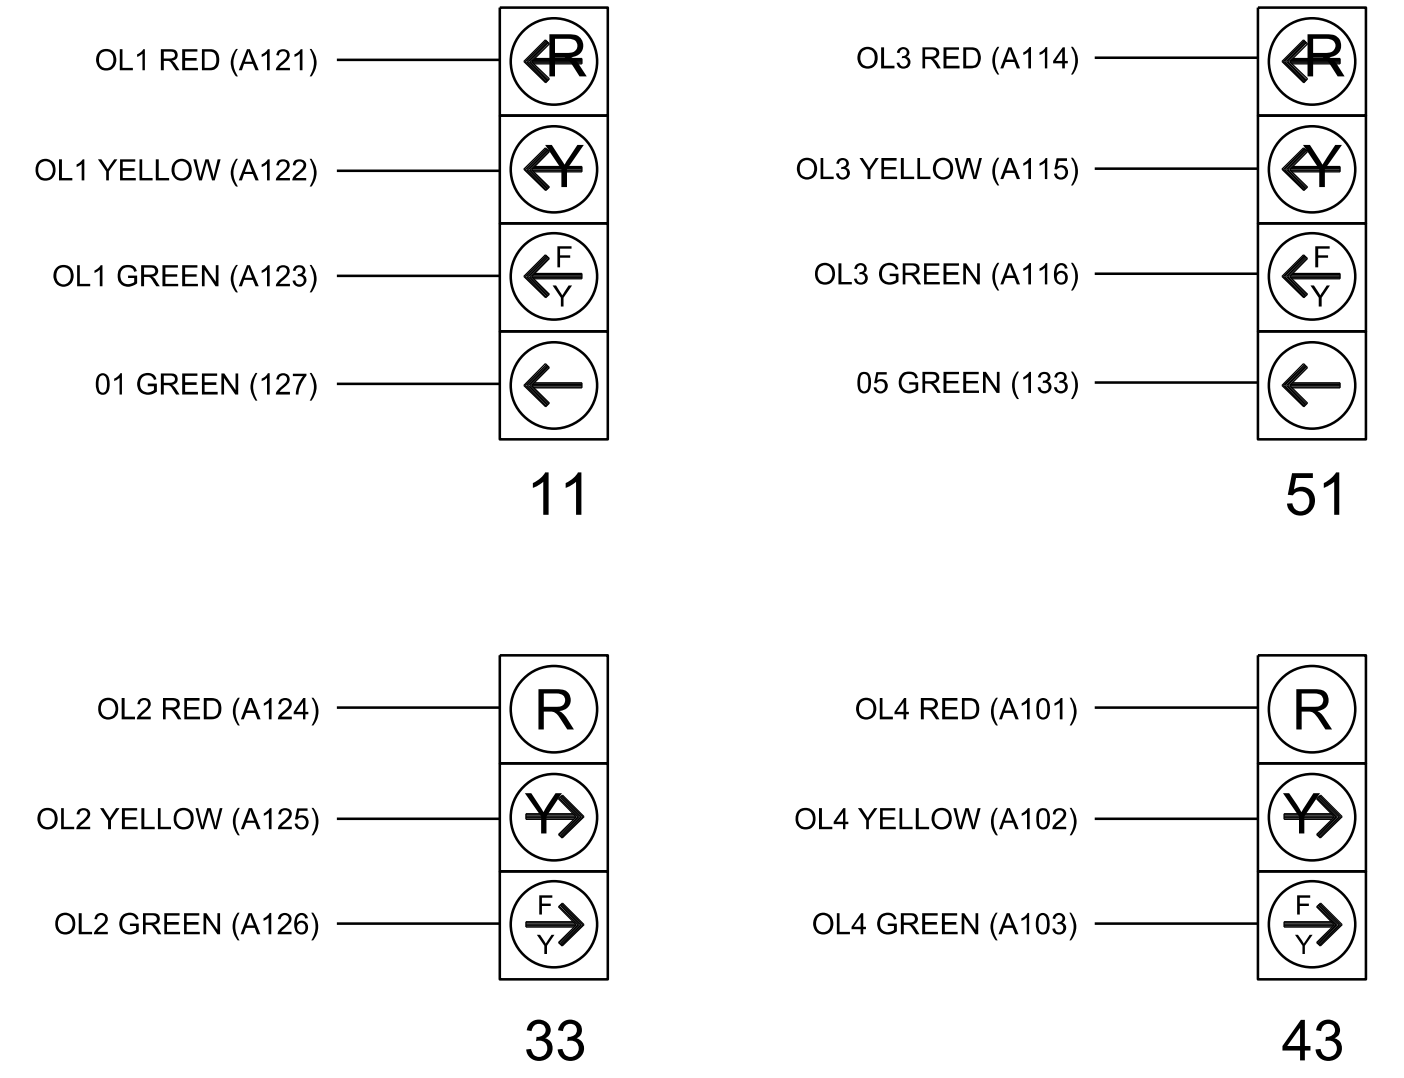 OL1 RED (A121)
R
OL1 YELLOW (A122)
Y
OL1 GREEN (A123)
F
Y
01 GREEN (127)
11
OL3 RED (A114)
R
OL3 YELLOW (A115)
Y
OL3 GREEN (A116)
F
Y
05 GREEN (133)
51
OL2 RED (A124)
R
OL2 YELLOW (A125)
Y
OL2 GREEN (A126)
F
Y
33
OL4 RED (A101)
R
OL4 YELLOW (A102)
Y
OL4 GREEN (A103)
F
Y
43